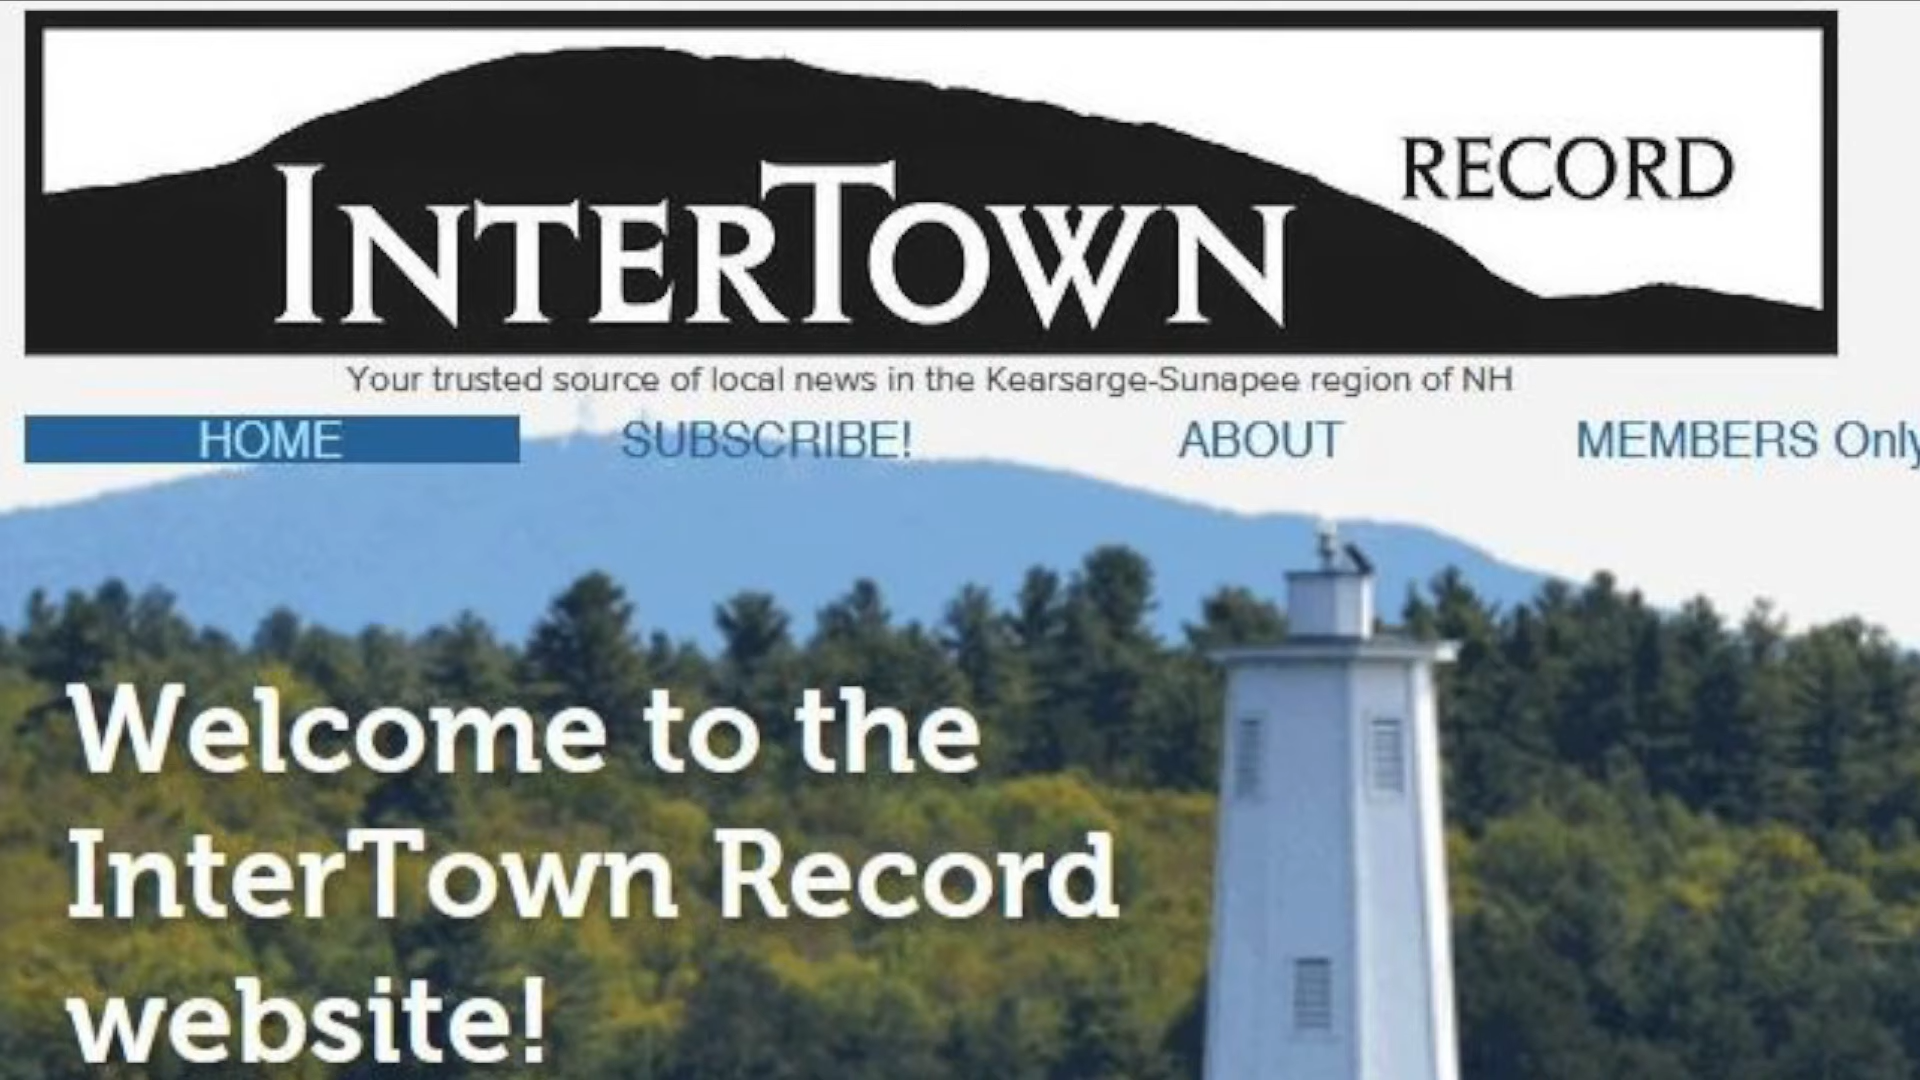 INTERTOWN
RECORD
Your trusted source of local news in the Kearsarge-Sunapee region of NH
HOME SUBSCRIBE! ABOUT MEMBERS Only
Welcome to the
InterTown Record
website!